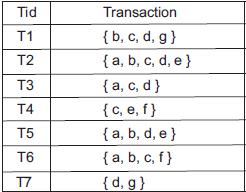 Tid Transaction
T1 { b, c, d, g }
T2 { a, b, c, d, e }
T3 { a, c, d }
T4 { c, e, f }
T5 { a, b, d, e }
T6 { a, b, c, f }
T7 { d, g }